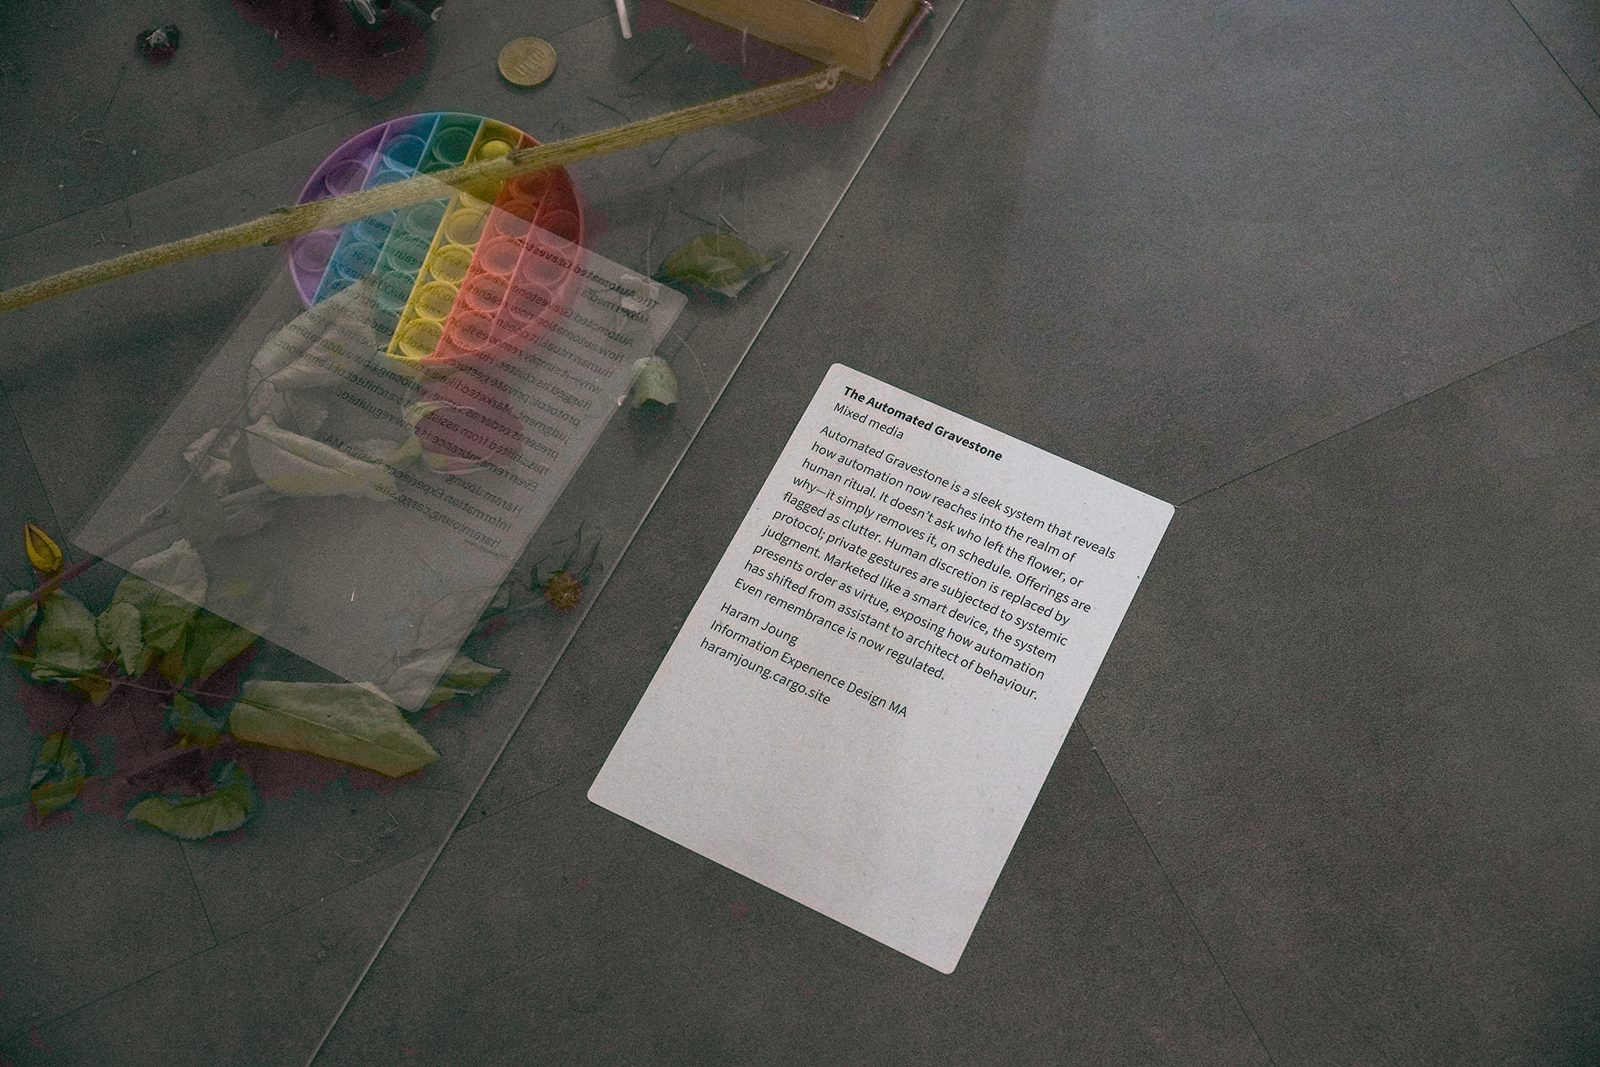 The Automated Gravestone
Mixed media
Automated Gravestone is a sleek system that reveals
how automation now reaches into the realm of
human ritual. It doesn't ask who left the flower, or
why—it simply removes it, on schedule. Offerings are
flagged as clutter. Human discretion is replaced by
protocol; private gestures are subjected to systemic
judgment. Marketed like a smart device, the system
presents order as virtue, exposing how automation
has shifted from assistant to architect of behaviour.
Even remembrance is now regulated.
Haram Joung
Information Experience Design MA
haramjoung.cargo.site